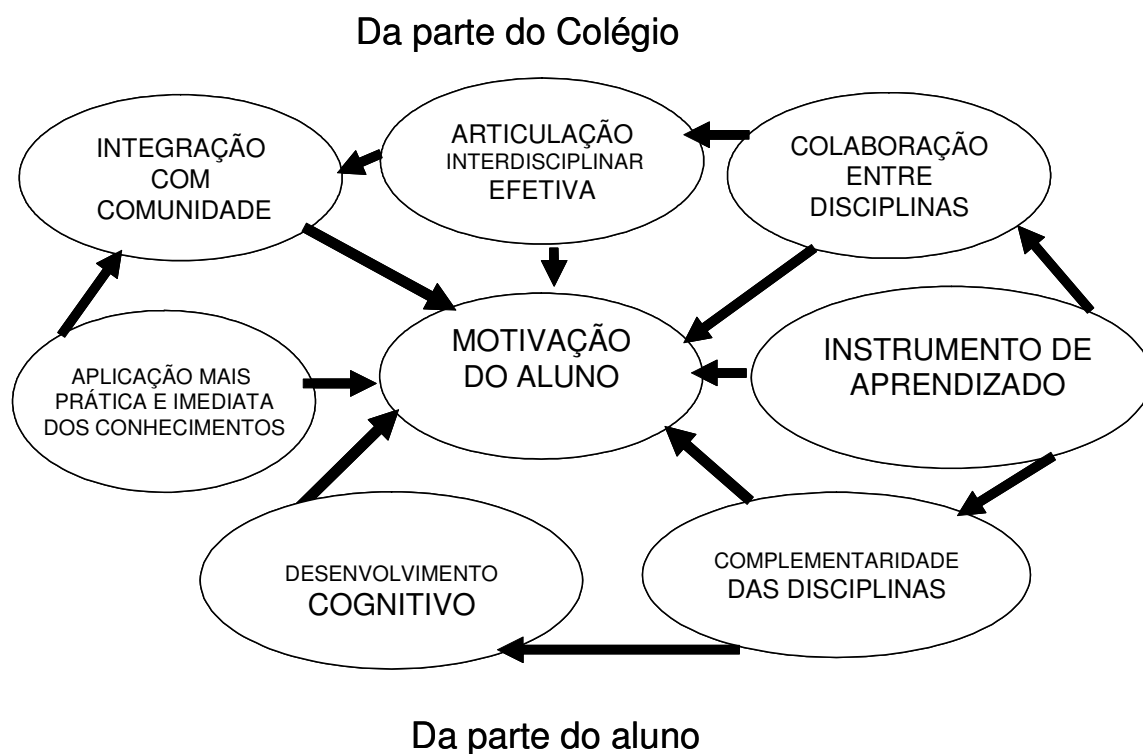 Da parte do Colégio
INTEGRAÇÃO
COM
COMUNIDADE
ARTICULAÇÃO
INTERDISCIPLINAR
EFETIVA
COLABORAÇÃO
ENTRE
DISCIPLINAS
APLICAÇÃO MAIS
PRÁTICA E IMEDIATA
DOS CONHECIMENTOS
MOTIVAÇÃO
DO ALUNO
INSTRUMENTO DE
APRENDIZADO
DESENVOLVIMENTO
COGNITIVO
COMPLEMENTARIDADE
DAS DISCIPLINAS
Da parte do aluno